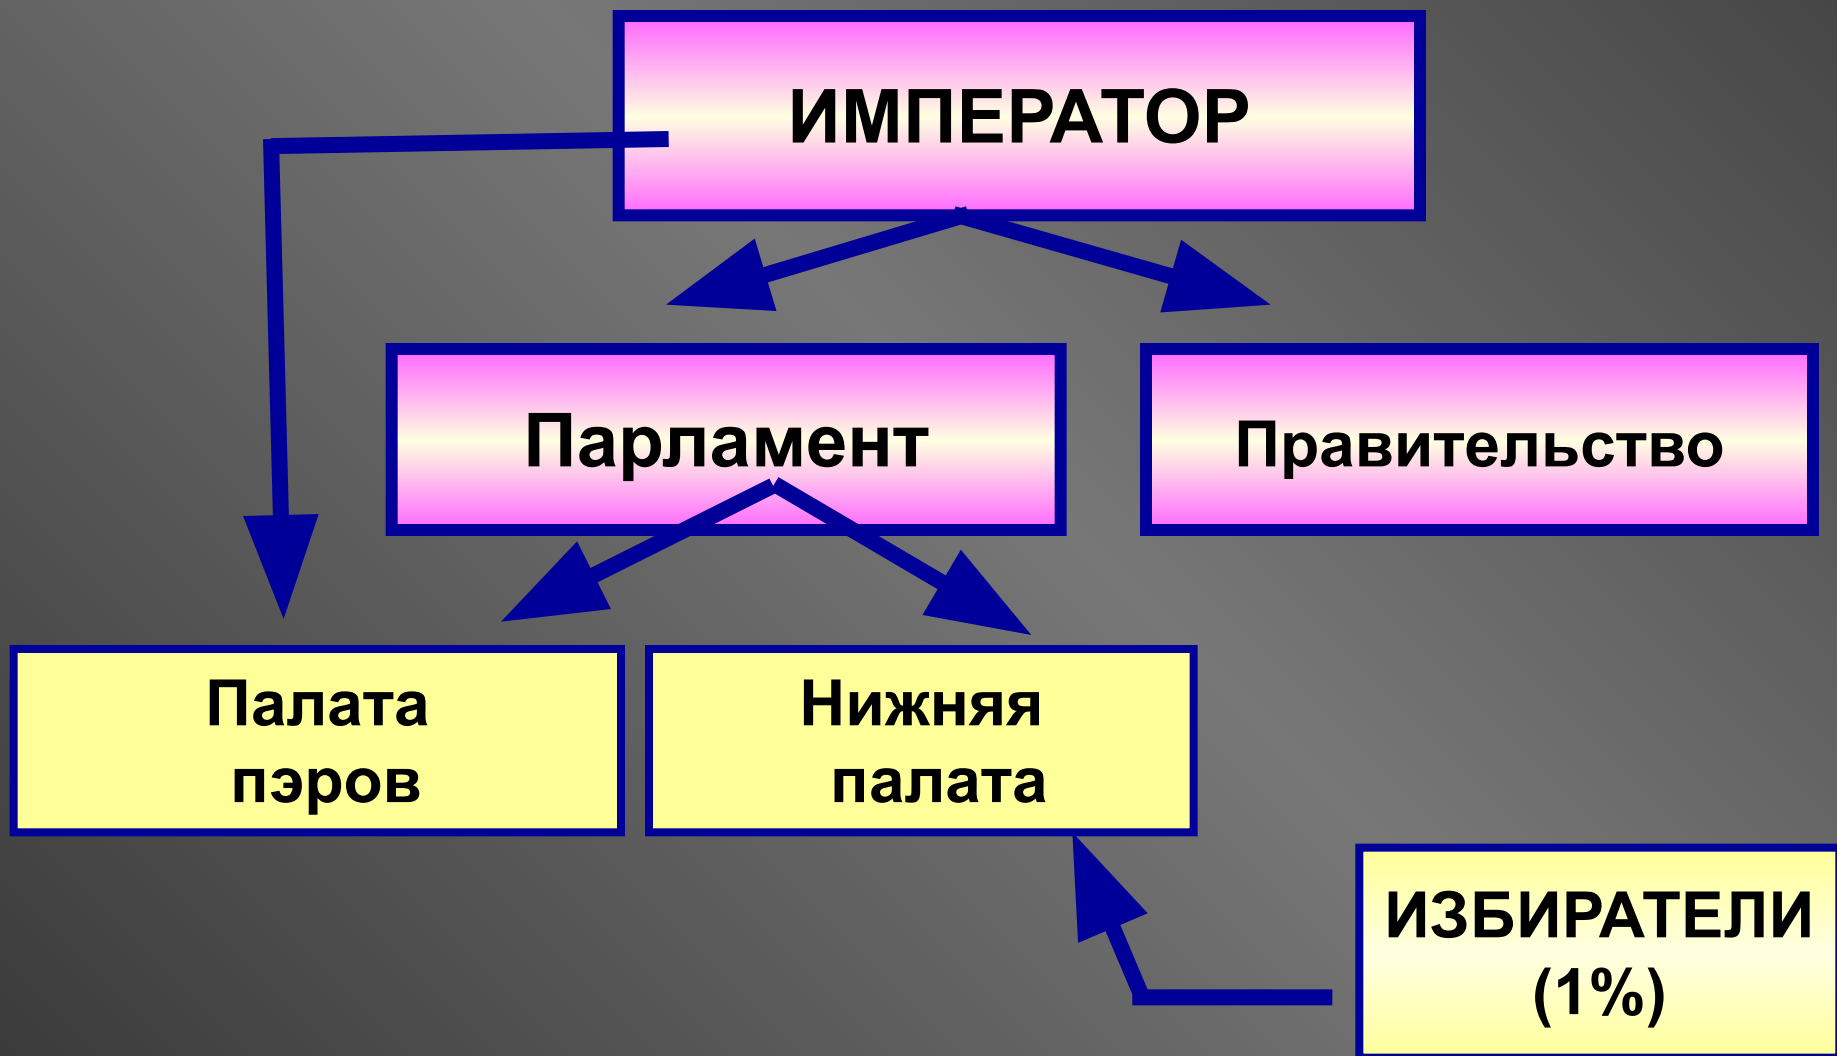 ИМПЕРАТОР
Парламент
Правительство
Палата
пэров
Нижняя
палата
ИЗБИРАТЕЛИ
(1%)